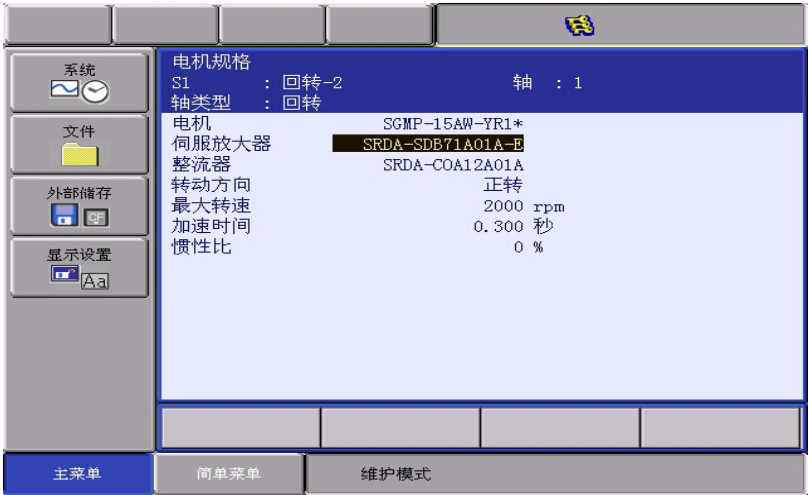 系统
文件
外部储存
CF
显示设置
Aa
电机规格
S1 : 回转-2 轴 : 1
轴类型 : 回转
电机 SGMP-15AW-YR1*
伺服放大器 SRDA-SDB71A01A-E
整流器 SRDA-COA12A01A
转动方向 正转
最大转速 2000 rpm
加速时间 0.300 秒
惯性比 0 %
主菜单 简单菜单 维护模式